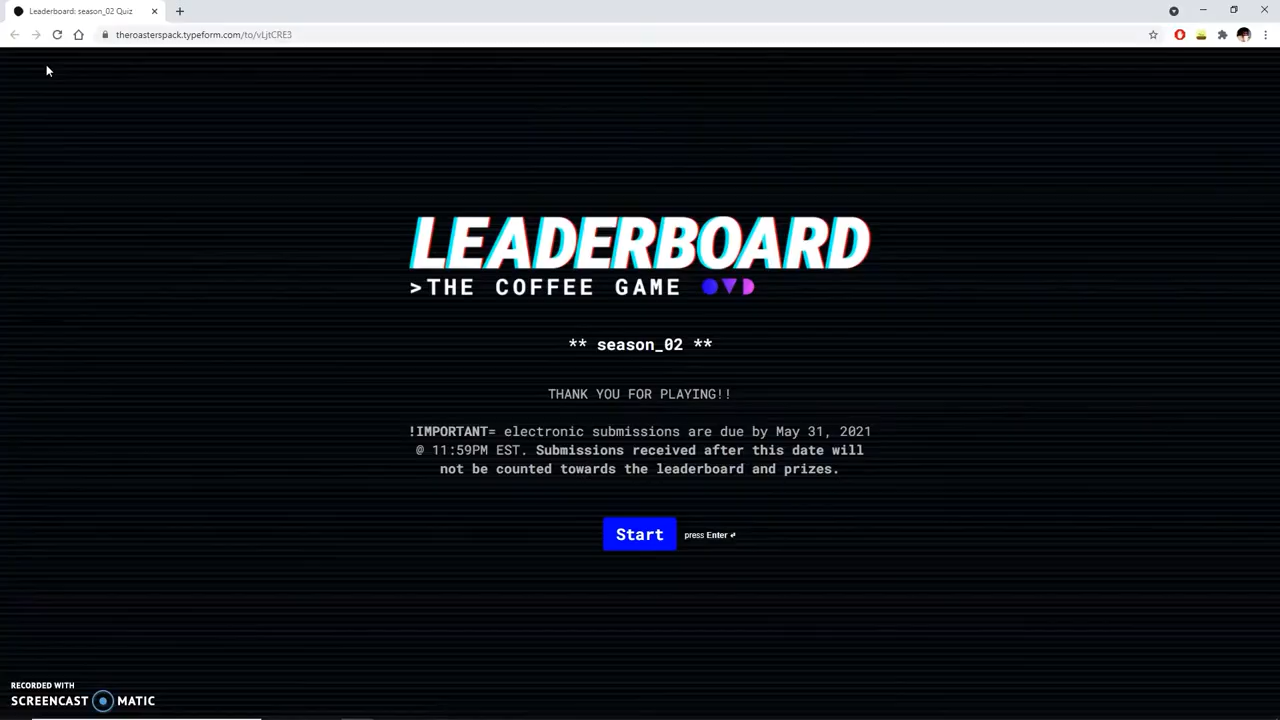 Leaderboard: season_02 Quiz
theroasterspack.typeform.com/to/vLjtCRE3
LEADERBOARD
>THE COFFEE GAME
** season_02 **
THANK YOU FOR PLAYING!!
!IMPORTANT= electronic submissions are due by May 31, 2021
@ 11:59PM EST. Submissions received after this date will
not be counted towards the leaderboard and prizes.
Start press Enter ↵
RECORDED WITH
SCREENCAST MATIC